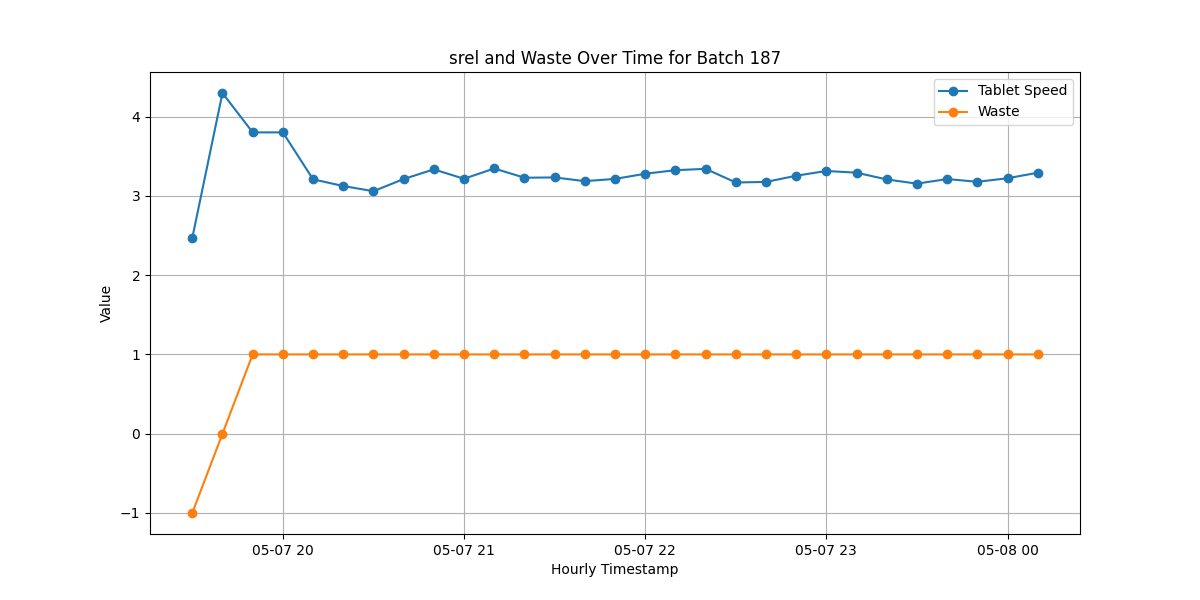 srel and Waste Over Time for Batch 187
Tablet Speed
Waste
Value
4
3
2
1
0
−1
05-07 20 05-07 21 05-07 22 05-07 23 05-08 00
Hourly Timestamp